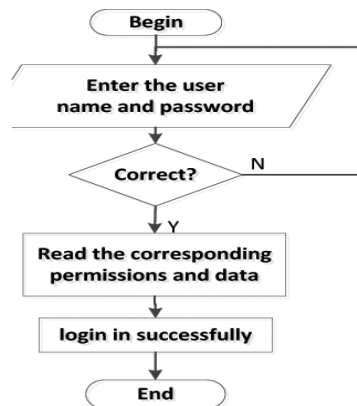 Begin
Enter the user
name and password
Correct?
N
Y
Read the corresponding
permissions and data
login in successfully
End